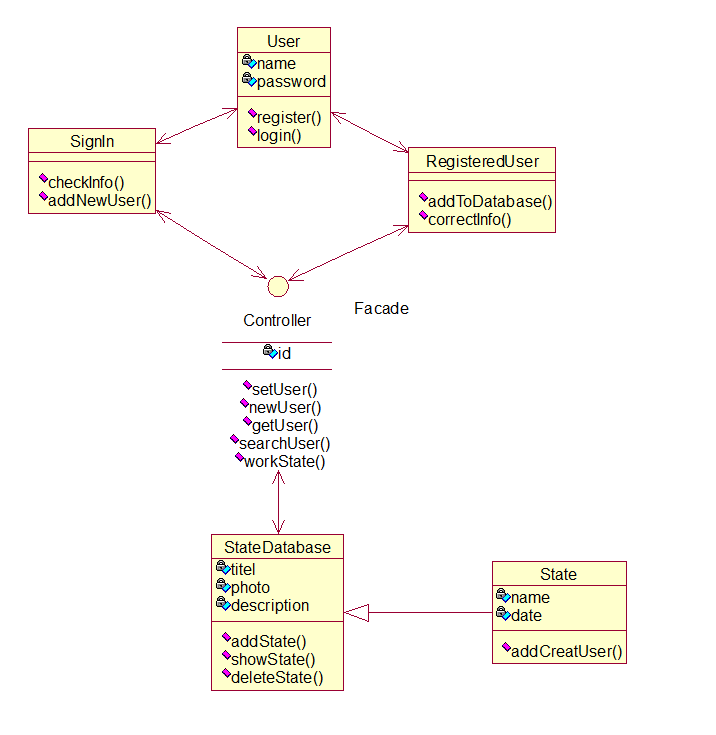 User
name
password
register()
login()
SignIn
checkInfo()
addNewUser()
RegisteredUser
addToDatabase()
correctInfo()
Facade
Controller
id
setUser()
newUser()
getUser()
searchUser()
workState()
StateDatabase
titel
photo
description
addState()
showState()
deleteState()
State
name
date
addCreatUser()